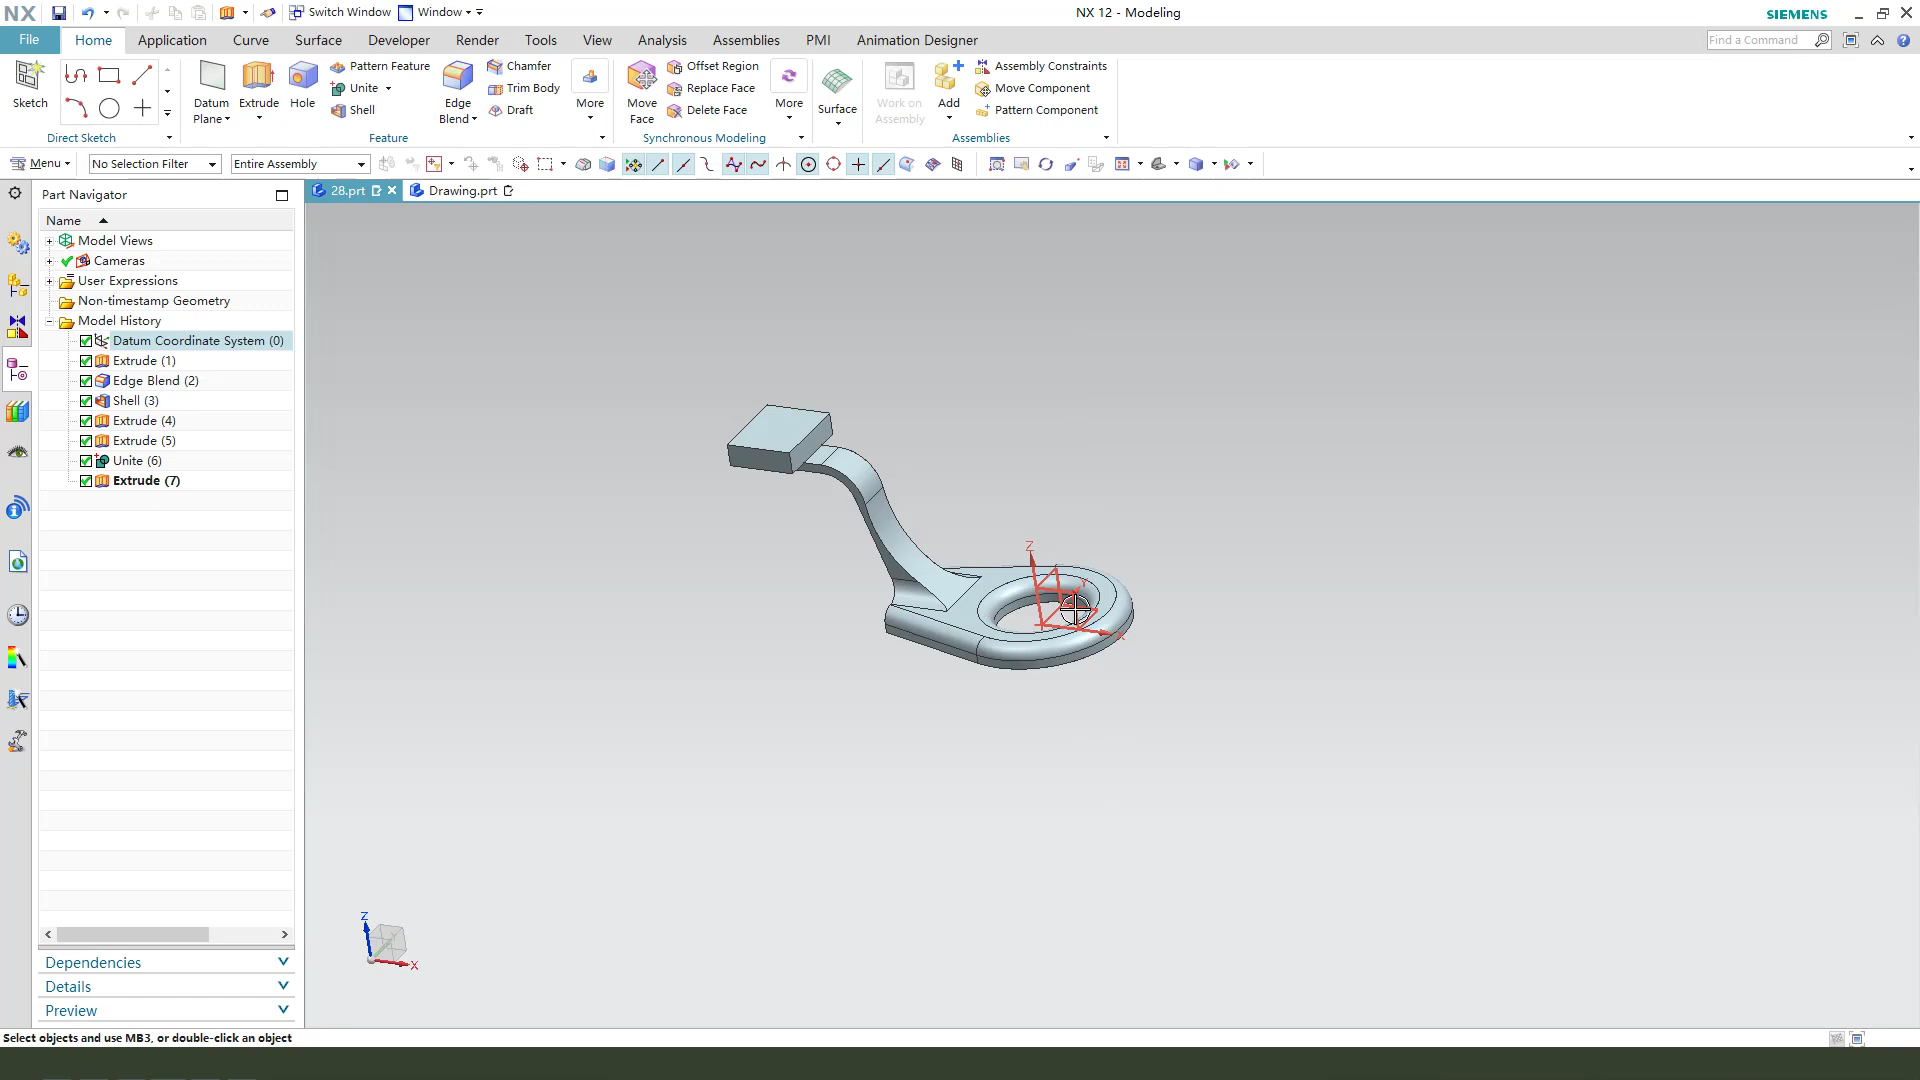 NX Switch Window Window NX 12 - Modeling SIEMENS
File Home Application Curve Surface Developer Render Tools View Analysis Assemblies PMI Animation Designer Find a Command
Sketch
Direct Sketch
Datum Plane
Extrude
Hole
Pattern Feature
Unite
Shell
Edge Blend
Chamfer
Trim Body
Draft
More
Feature
Move Face
Offset Region
Replace Face
Delete Face
More
Synchronous Modeling
Surface
Work on Assembly
Add
Assembly Constraints
Move Component
Pattern Component
Assemblies
Menu No Selection Filter Entire Assembly
Part Navigator 28.prt Drawing.prt
Name
Model Views
Cameras
User Expressions
Non-timestamp Geometry
Model History
Datum Coordinate System (0)
Extrude (1)
Edge Blend (2)
Shell (3)
Extrude (4)
Extrude (5)
Unite (6)
Extrude (7)
Z
Y
X
Z
X
Dependencies
Details
Preview
Select objects and use MB3, or double-click an object